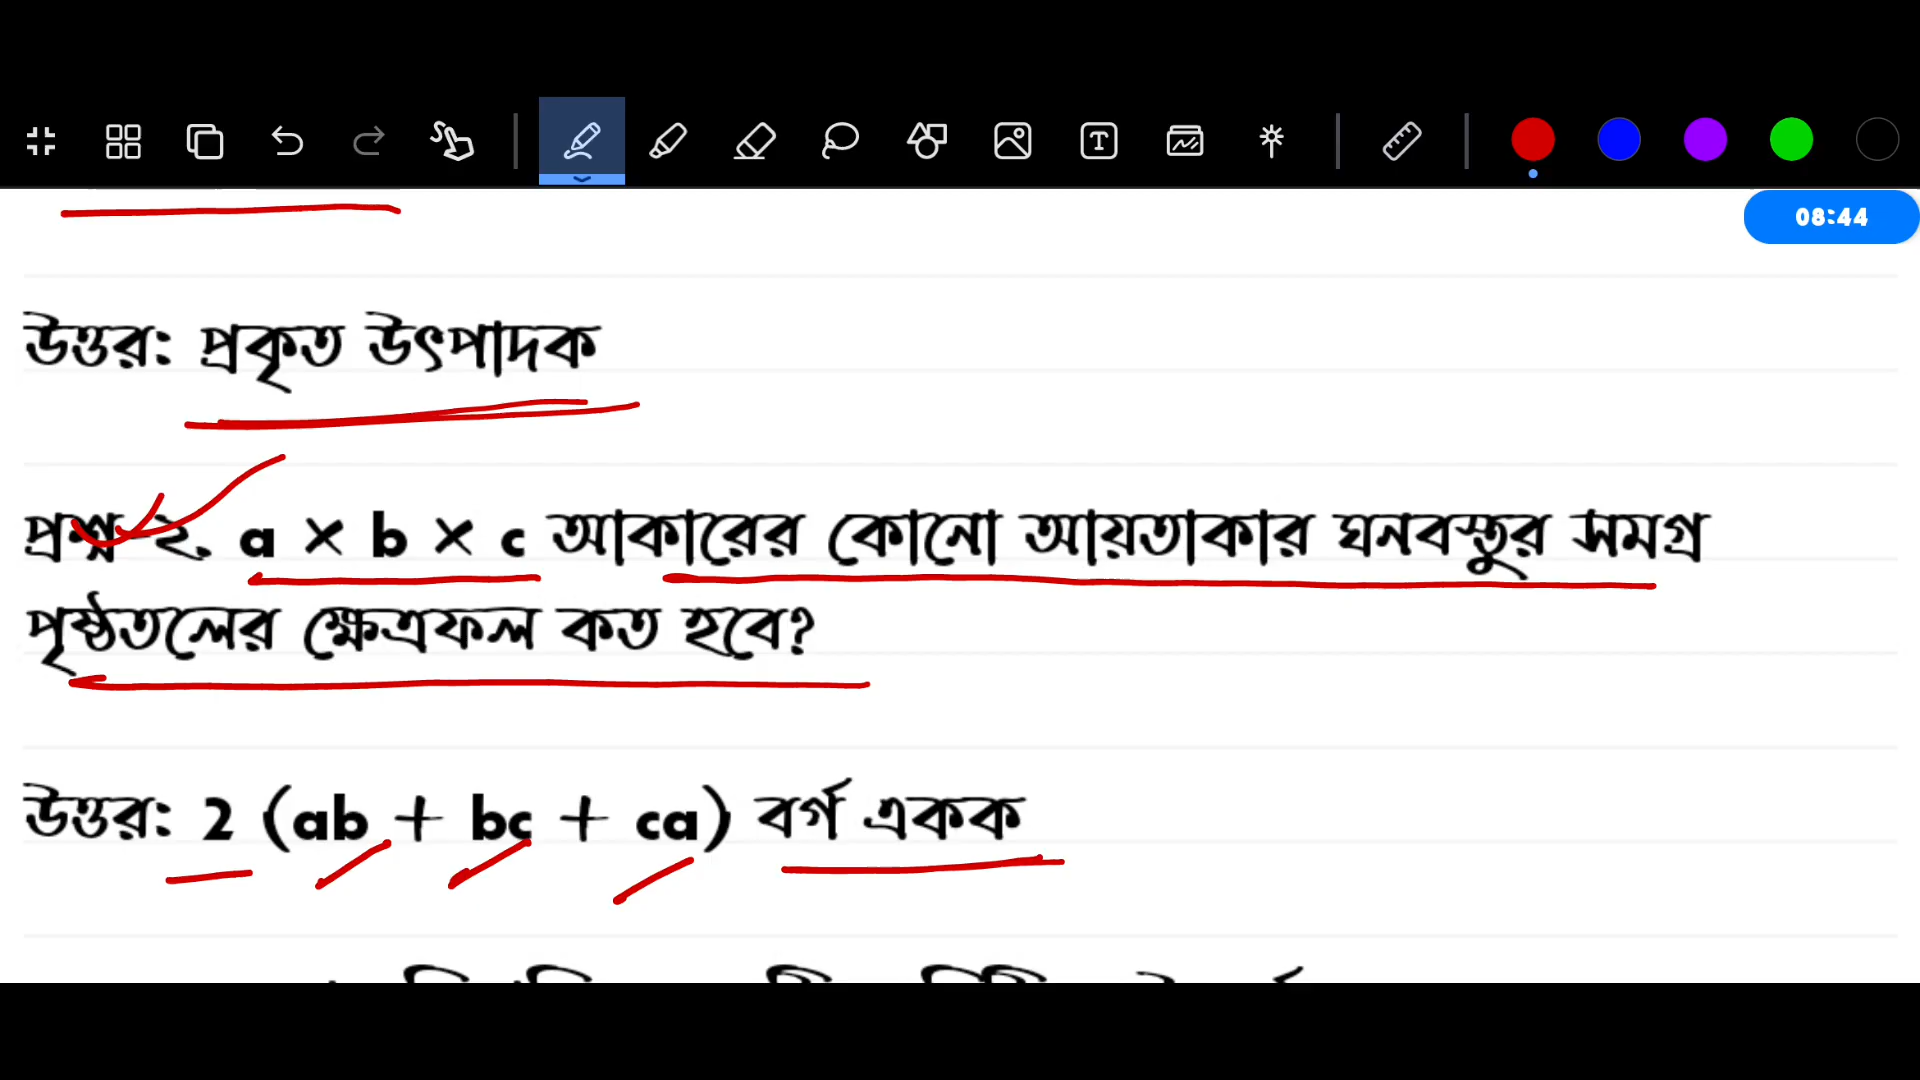 08:44
উত্তর: প্রকৃত উৎপাদক
প্রশ্ন-২. a × b × c আকারের কোনো আয়তাকার ঘনবস্তুর সমগ্র
পৃষ্ঠতলের ক্ষেত্রফল কত হবে?
উত্তর: 2 (ab + bc + ca) বর্গ একক